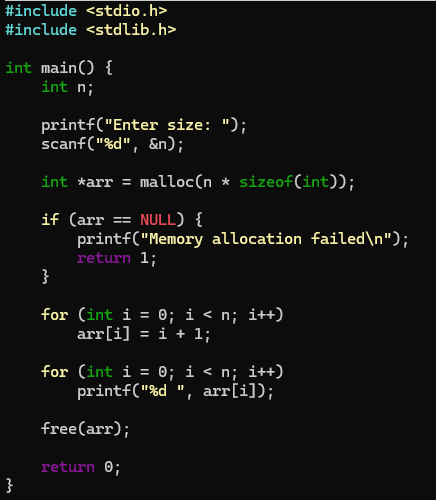 #include <stdio.h>
#include <stdlib.h>

int main() {
    int n;

    printf("Enter size: ");
    scanf("%d", &n);

    int *arr = malloc(n * sizeof(int));

    if (arr == NULL) {
        printf("Memory allocation failed\n");
        return 1;
    }

    for (int i = 0; i < n; i++)
        arr[i] = i + 1;

    for (int i = 0; i < n; i++)
        printf("%d ", arr[i]);

    free(arr);

    return 0;
}